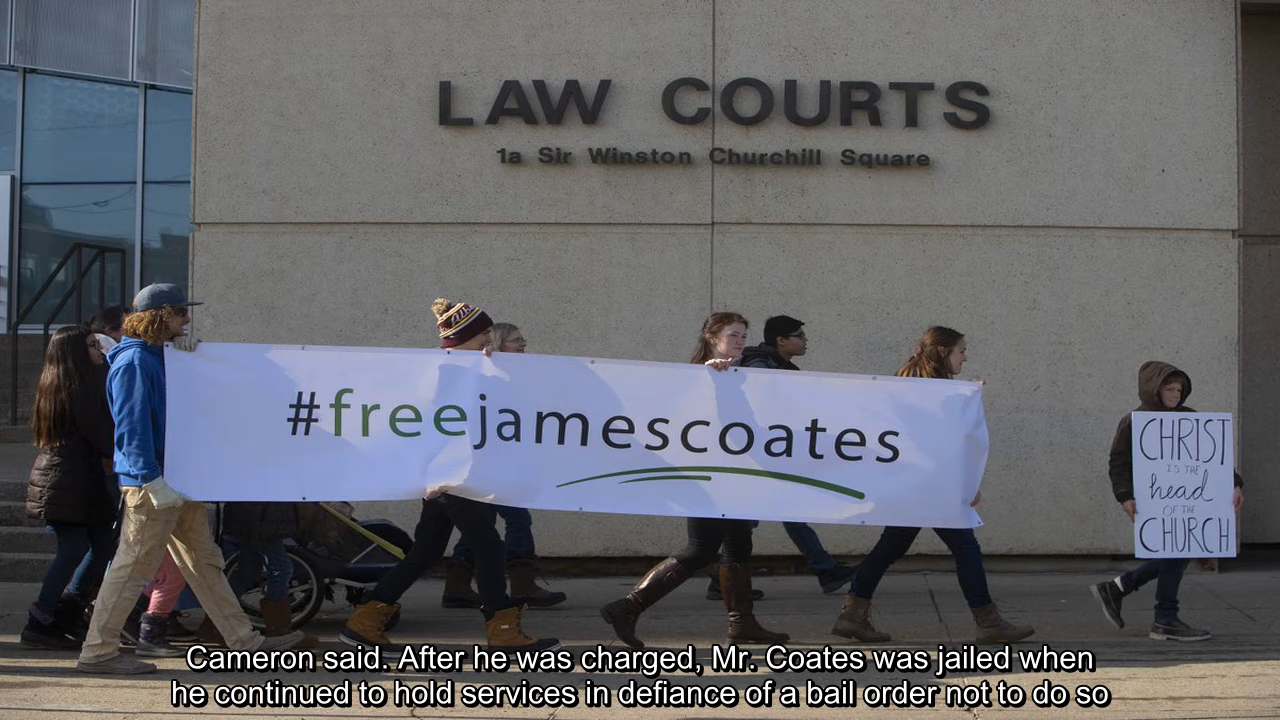 LAW COURTS
1a Sir Winston Churchill Square
#freejamescoates
CHRIST
IS THE
head
OF THE
CHURCH
Cameron said. After he was charged, Mr. Coates was jailed when
he continued to hold services in defiance of a bail order not to do so